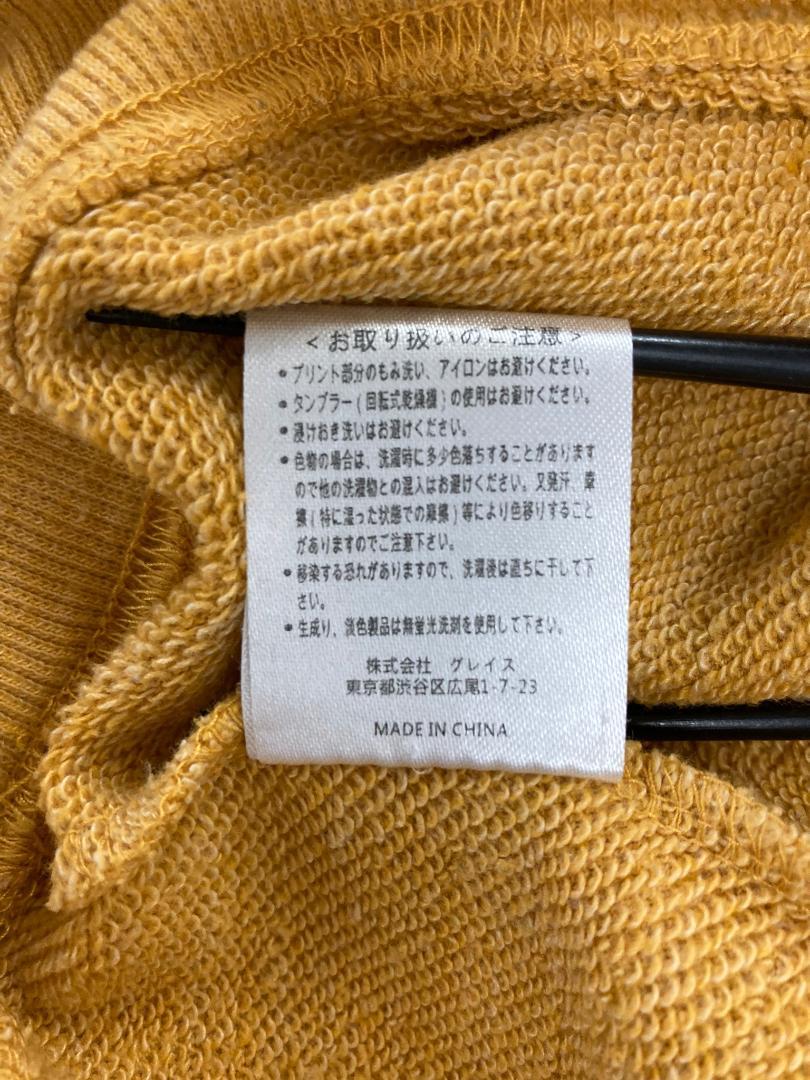 <お取り扱いのご注意>
•プリント部分のもみ洗い、アイロンはお避けください。
•タンブラー(回転式乾燥機)の使用はお避けください。
•浸けおき洗いはお避けください。
•色物の場合は、洗濯時に多少色落ちすることがあります
ので他の洗濯物との混入はお避けください。又発汗、摩
擦(特に湿った状態での摩擦)等により色移りすること
がありますのでご注意下さい。
•移染する恐れがありますので、洗濯後は直ちに干して下
さい。
•生成り、淡色製品は無蛍光洗剤を使用して下さい。
株式会社 グレイス
東京都渋谷区広尾1-7-23
MADE IN CHINA